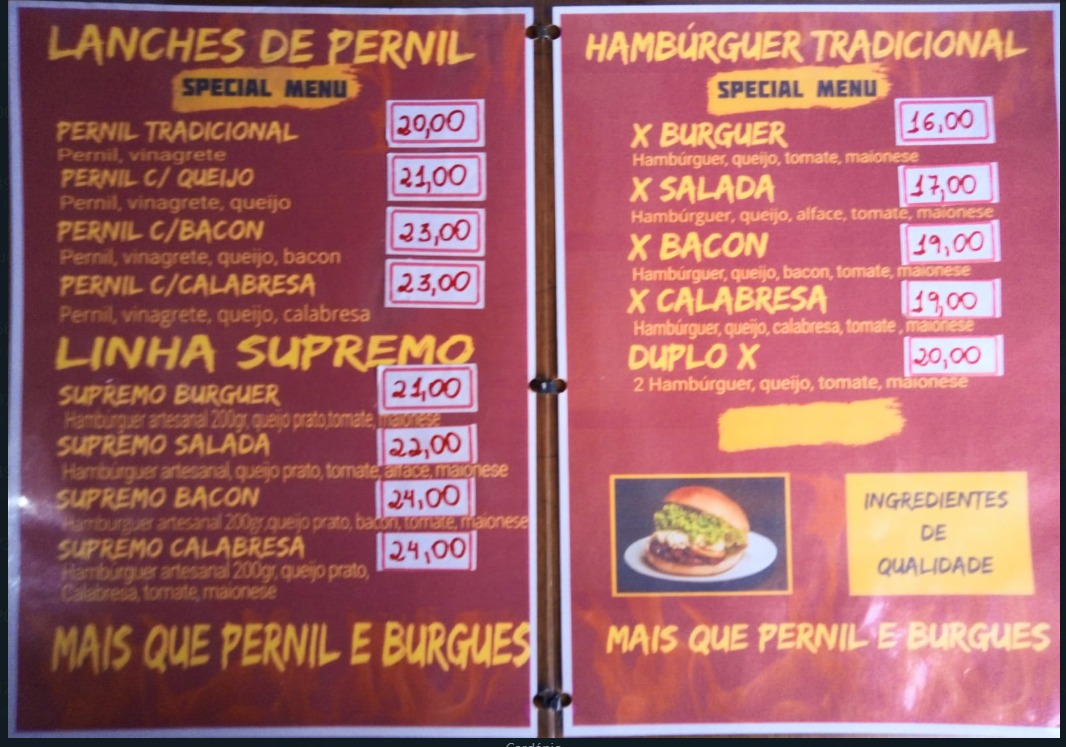 LANCHES DE PERNIL
SPECIAL MENU
PERNIL TRADICIONAL 20,00
Pernil, vinagrete
PERNIL C/ QUEIJO 21,00
Pernil, vinagrete, queijo
PERNIL C/BACON 23,00
Pernil, vinagrete, queijo, bacon
PERNIL C/CALABRESA 23,00
Pernil, vinagrete, queijo, calabresa
LINHA SUPREMO
SUPREMO BURGUER 21,00
Hambúrguer artesanal 200gr, queijo prato,tomate, maionese
SUPREMO SALADA 22,00
Hambúrguer artesanal, queijo prato, tomate, alface, maionese
SUPREMO BACON 24,00
Hamburguer artesanal 200gr,queijo prato, bacon, tomate, maionese
SUPREMO CALABRESA 24,00
Hambúrguer artesanal 200gr, queijo prato,
Calabresa, tomate, maionese
MAIS QUE PERNIL E BURGUES
HAMBÚRGUER TRADICIONAL
SPECIAL MENU
X BURGUER 16,00
Hambúrguer, queijo, tomate, maionese
X SALADA 17,00
Hambúrguer, queijo, alface, tomate, maionese
X BACON 19,00
Hambúrguer, queijo, bacon, tomate, maionese
X CALABRESA 19,00
Hambúrguer, queijo, calabresa, tomate , maionese
DUPLO X 20,00
2 Hambúrguer, queijo, tomate, maionese
INGREDIENTES
DE
QUALIDADE
MAIS QUE PERNIL E BURGUES